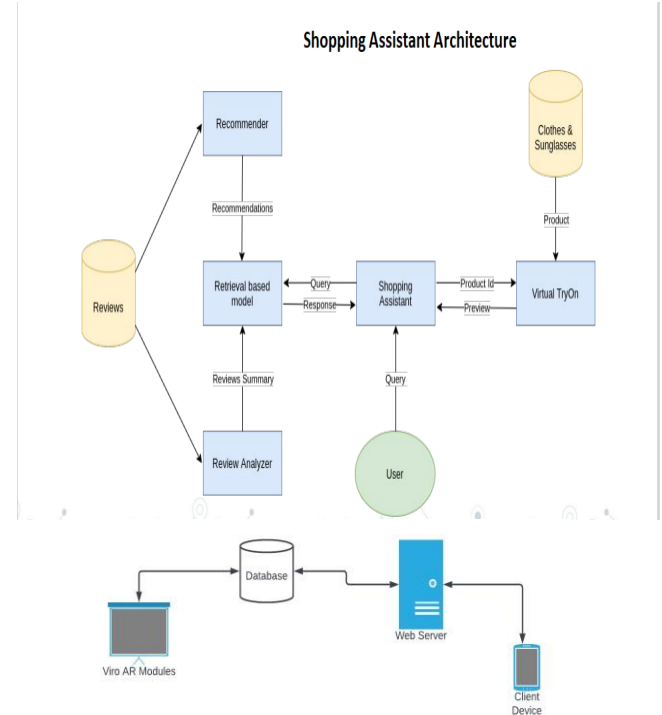 Shopping Assistant Architecture
Recommender
Clothes &
Sunglasses
Recommendations
Product
Reviews
Retrieval based
model
Query
Response
Shopping
Assistant
Product Id
Preview
Virtual TryOn
Reviews Summary
Query
Review Analyzer
User
Database
Web Server
Viro AR Modules
Client
Device